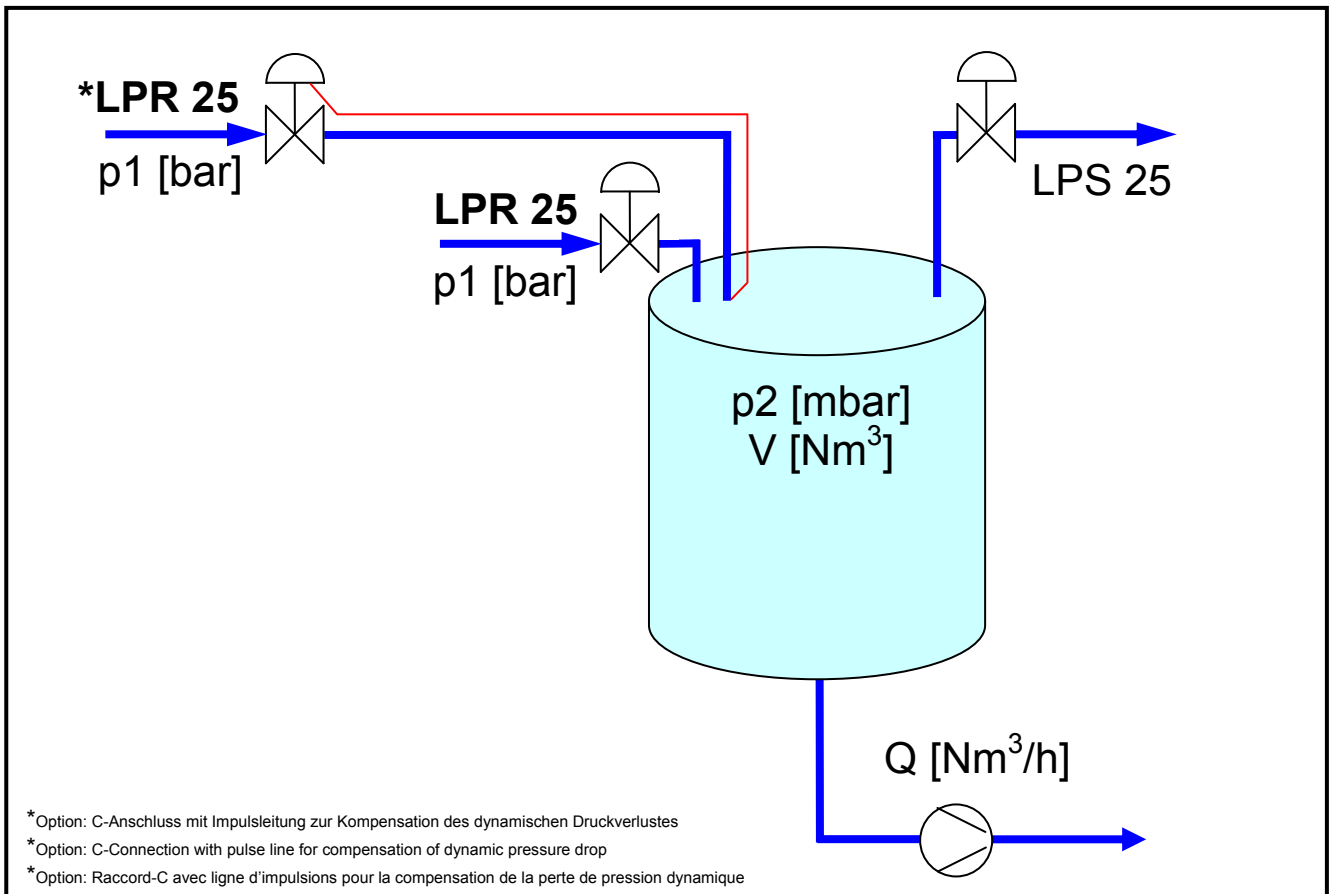 *LPR 25
p1 [bar]
LPR 25
p1 [bar]
LPS 25
p2 [mbar]
V [Nm³]
Q [Nm³/h]
*Option: C-Anschluss mit Impulsleitung zur Kompensation des dynamischen Druckverlustes
*Option: C-Connection with pulse line for compensation of dynamic pressure drop
*Option: Raccord-C avec ligne d'impulsions pour la compensation de la perte de pression dynamique